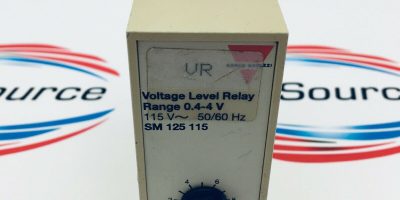 UR
Voltage Level Relay
Range 0.4-4 V
115 V~ 50/60 Hz
SM 125 115
Source
Source